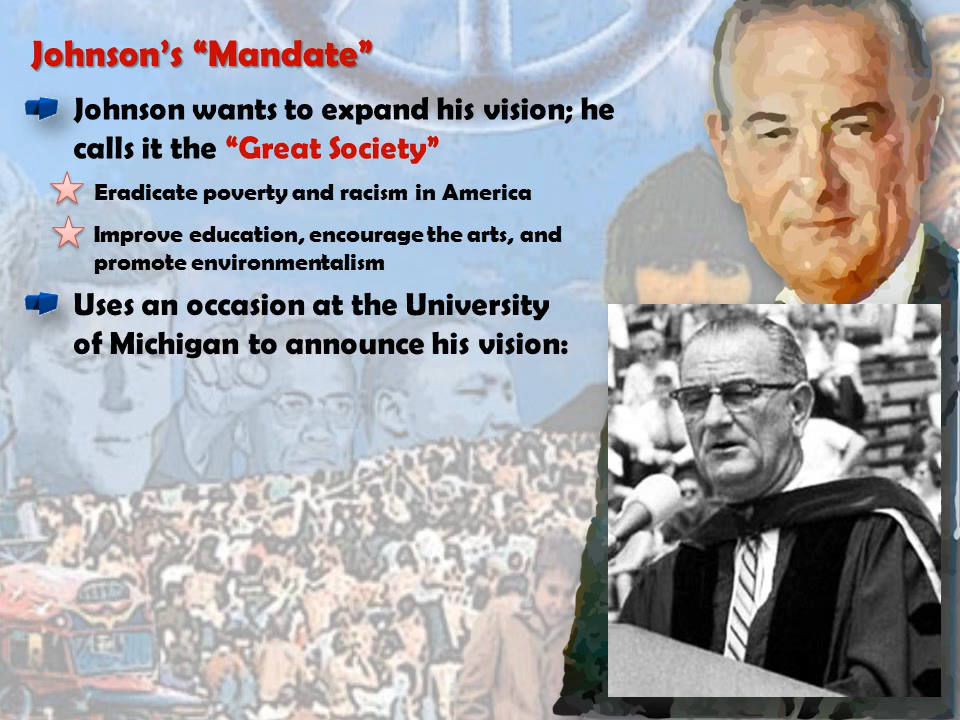 Johnson’s “Mandate”
Johnson wants to expand his vision; he
calls it the “Great Society”
Eradicate poverty and racism in America
Improve education, encourage the arts, and
promote environmentalism
Uses an occasion at the University
of Michigan to announce his vision: